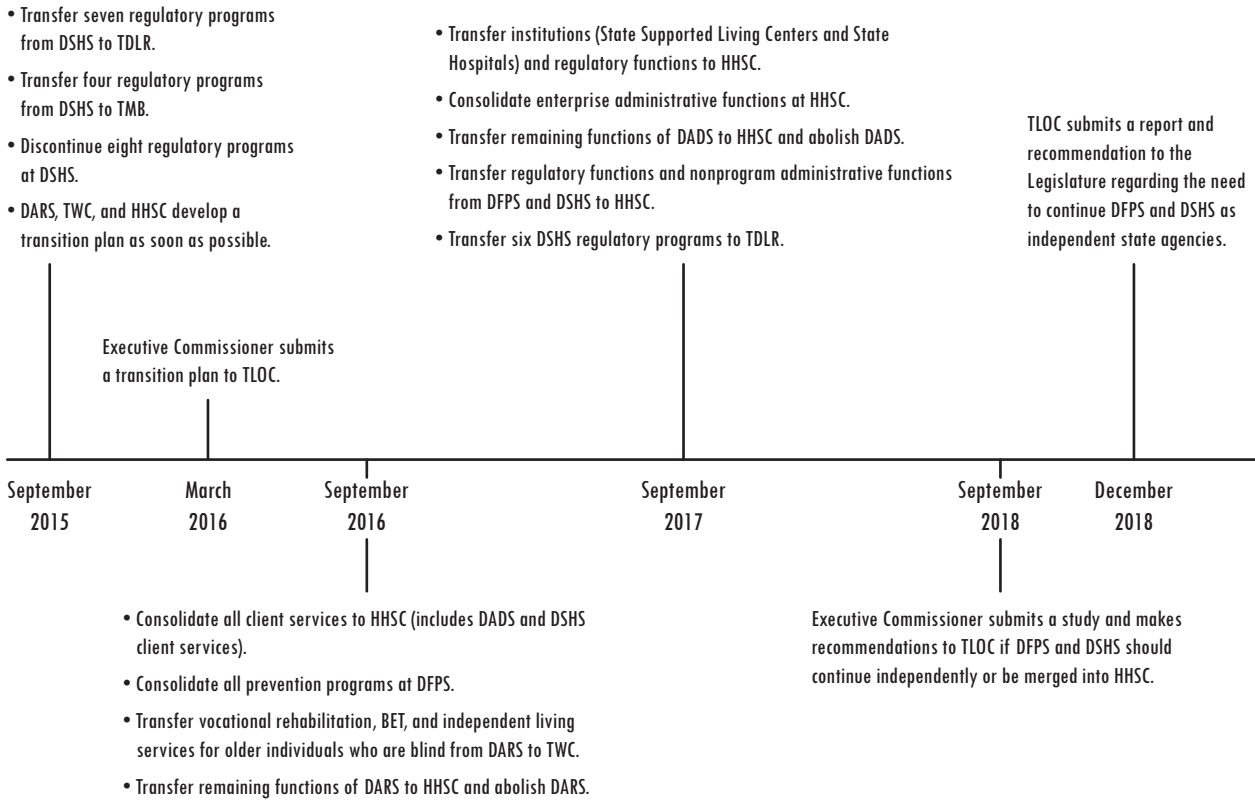 • Transfer seven regulatory programs
from DSHS to TDLR.
• Transfer four regulatory programs
from DSHS to TMB.
• Discontinue eight regulatory programs
at DSHS.
• DARS, TWC, and HHSC develop a
transition plan as soon as possible.
Executive Commissioner submits
a transition plan to TLOC.
• Transfer institutions (State Supported Living Centers and State
Hospitals) and regulatory functions to HHSC.
• Consolidate enterprise administrative functions at HHSC.
• Transfer remaining functions of DADS to HHSC and abolish DADS.
• Transfer regulatory functions and nonprogram administrative functions
from DFPS and DSHS to HHSC.
• Transfer six DSHS regulatory programs to TDLR.
TLOC submits a report and
recommendation to the
Legislature regarding the need
to continue DFPS and DSHS as
independent state agencies.
September
2015
March
2016
September
2016
September
2017
September
2018
December
2018
• Consolidate all client services to HHSC (includes DADS and DSHS
client services).
• Consolidate all prevention programs at DFPS.
• Transfer vocational rehabilitation, BET, and independent living
services for older individuals who are blind from DARS to TWC.
• Transfer remaining functions of DARS to HHSC and abolish DARS.
Executive Commissioner submits a study and makes
recommendations to TLOC if DFPS and DSHS should
continue independently or be merged into HHSC.